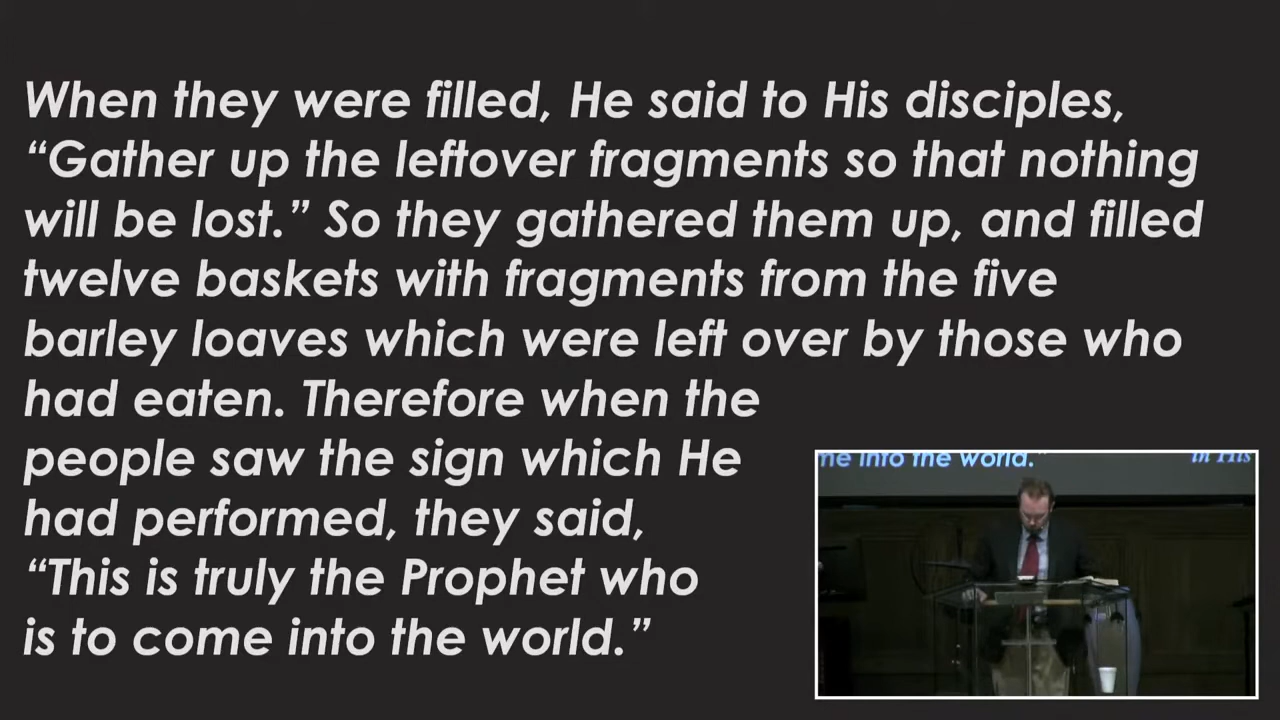 When they were filled, He said to His disciples,
“Gather up the leftover fragments so that nothing
will be lost.” So they gathered them up, and filled
twelve baskets with fragments from the five
barley loaves which were left over by those who
had eaten. Therefore when the
people saw the sign which He
had performed, they said,
“This is truly the Prophet who
is to come into the world.”
me into the world.”
in His